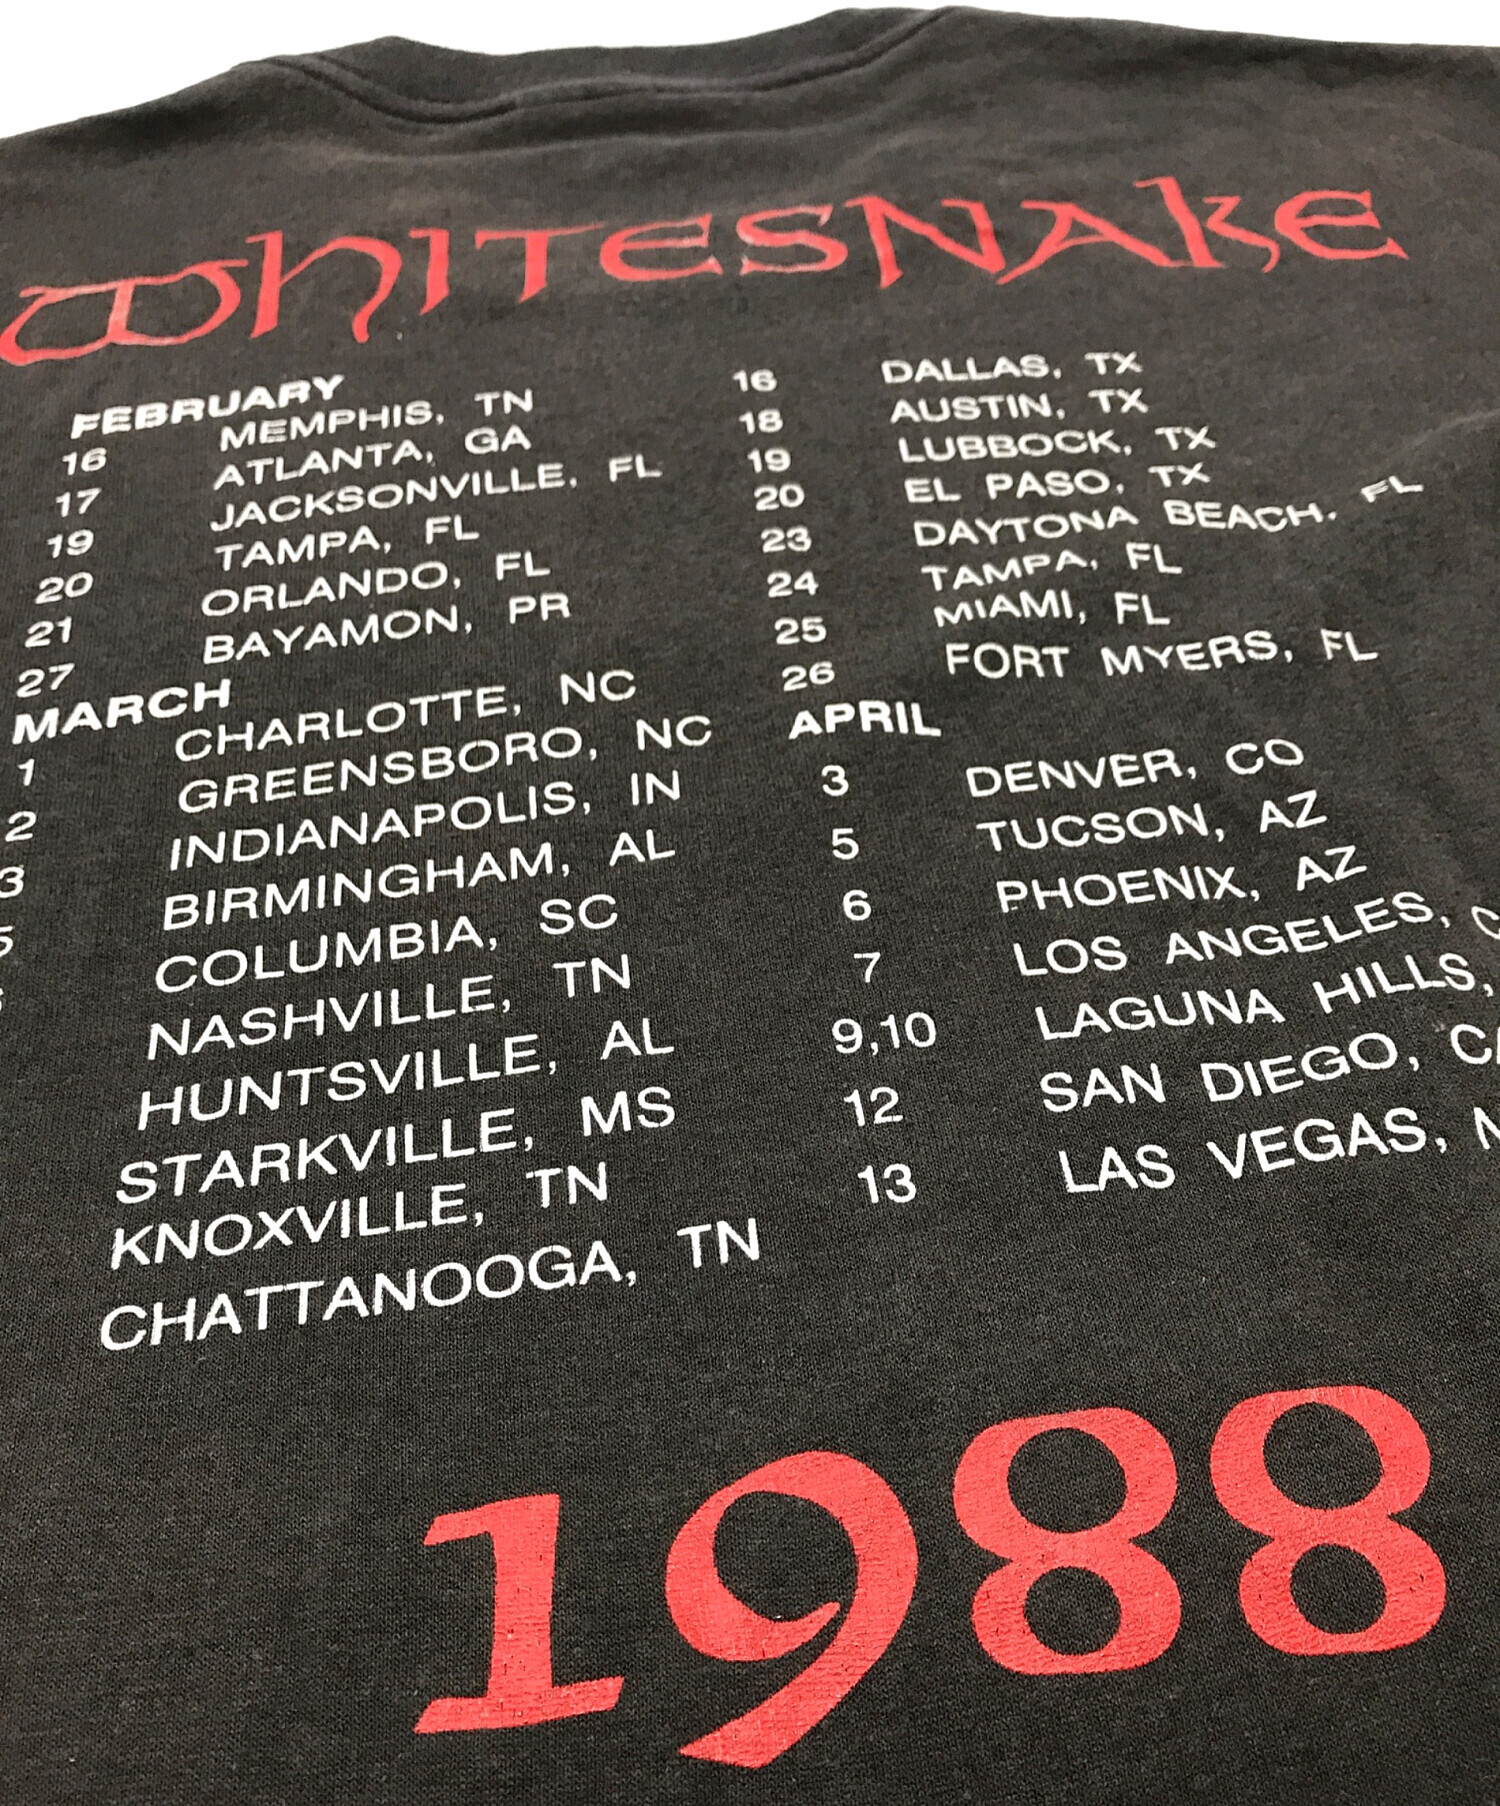 WHITESNAKE
FEBRUARY
16 MEMPHIS, TN
17 ATLANTA, GA
19 JACKSONVILLE, FL
20 TAMPA, FL
21 ORLANDO, FL
27 BAYAMON, PR
MARCH
1 CHARLOTTE, NC
2 GREENSBORO, NC
3 INDIANAPOLIS, IN
5 BIRMINGHAM, AL
COLUMBIA, SC
NASHVILLE, TN
HUNTSVILLE, AL
STARKVILLE, MS
KNOXVILLE, TN
CHATTANOOGA, TN
16 DALLAS, TX
18 AUSTIN, TX
19 LUBBOCK, TX
20 EL PASO, TX
23 DAYTONA BEACH, FL
24 TAMPA, FL
25 MIAMI, FL
26 FORT MYERS, FL
APRIL
3 DENVER, CO
5 TUCSON, AZ
6 PHOENIX, AZ
7 LOS ANGELES,
9,10 LAGUNA HILLS,
12 SAN DIEGO, CA
13 LAS VEGAS,
1988